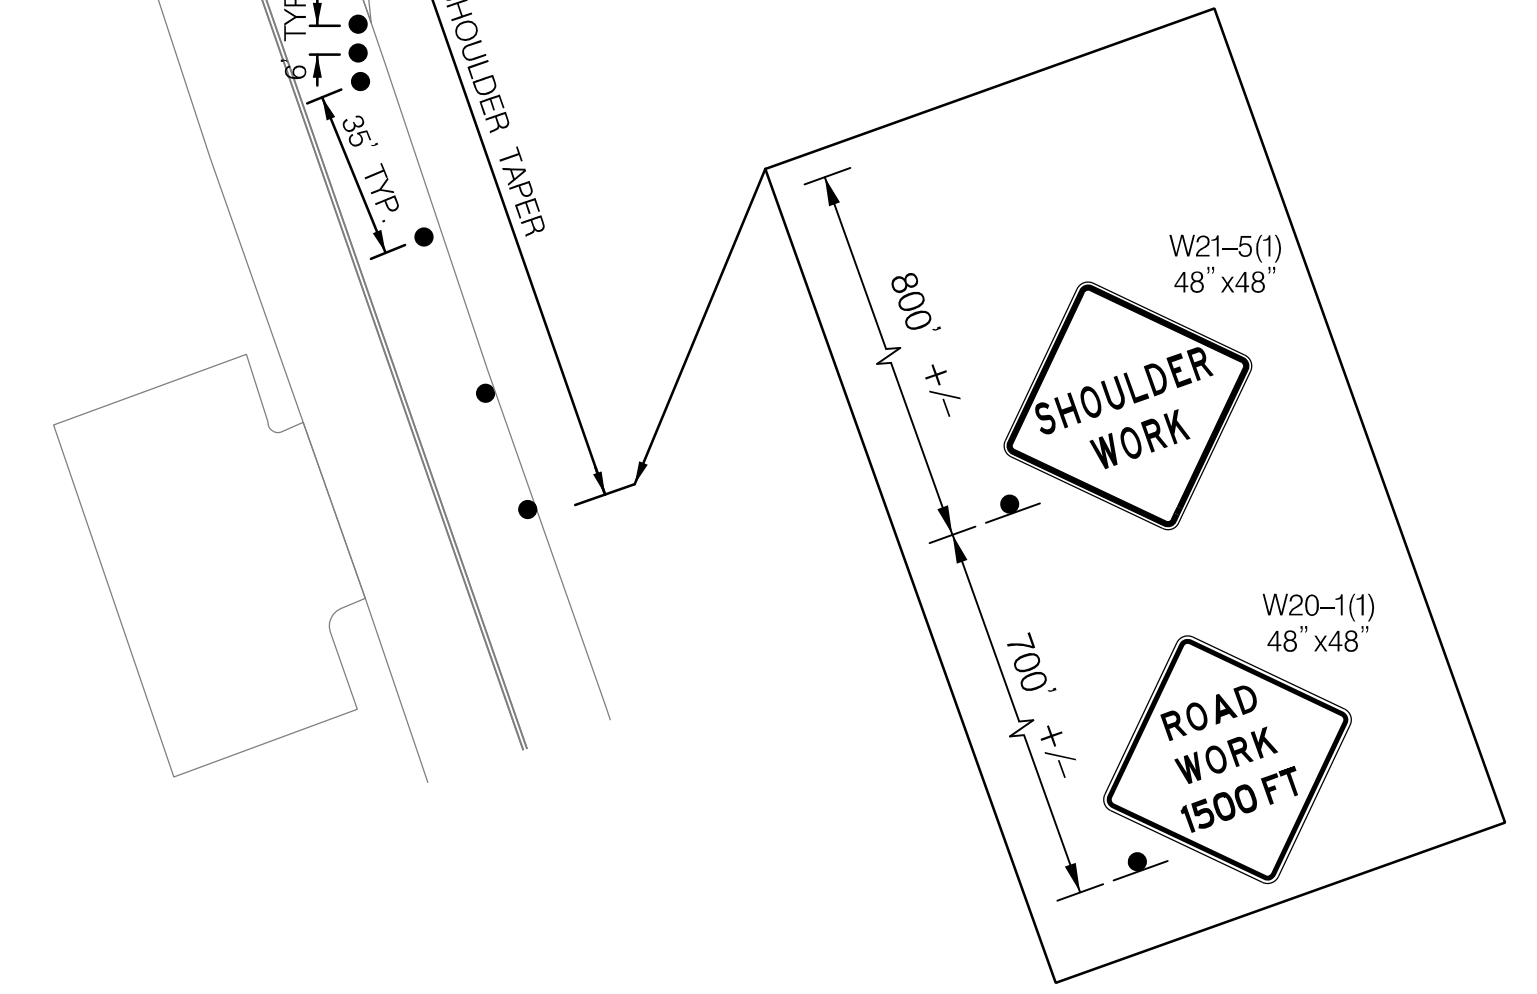 6' TYP
35' TYP.
SHOULDER TAPER
800' +/-
W21–5(1)
48” x48”
SHOULDER
WORK
700' +/-
W20–1(1)
48” x48”
ROAD
WORK
1500 FT